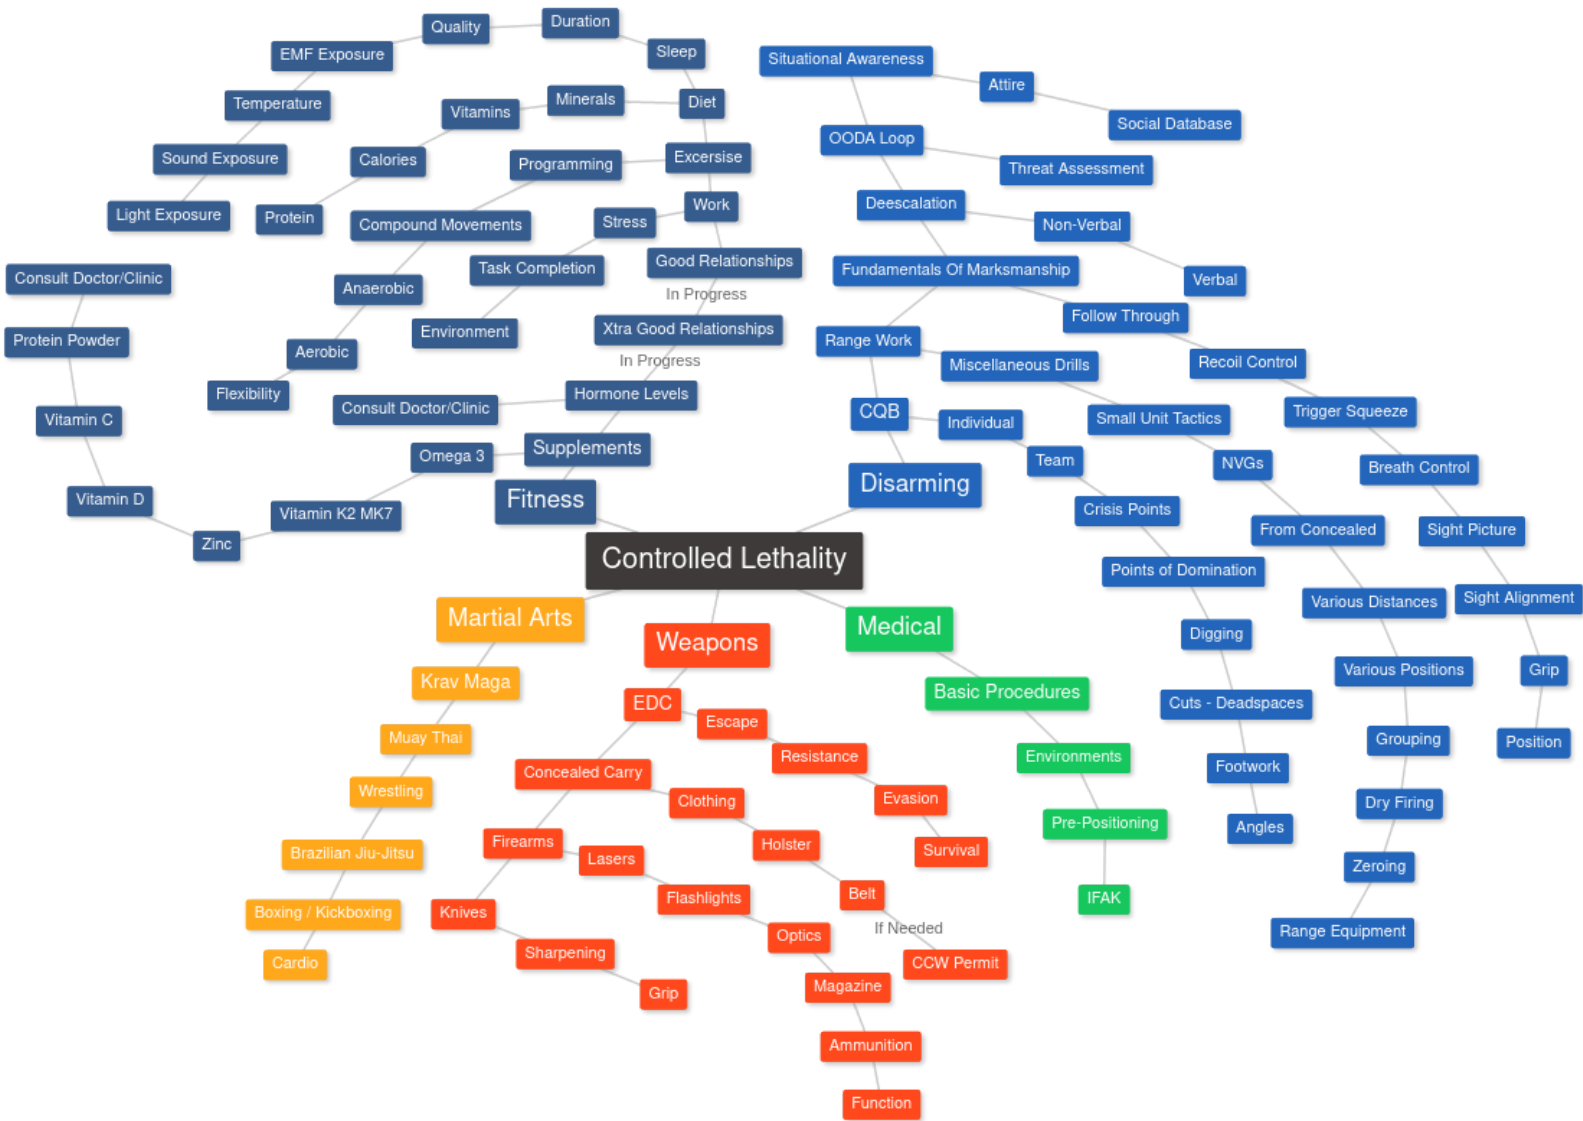 Quality
Duration
Sleep
EMF Exposure
Temperature
Sound Exposure
Light Exposure
Diet
Minerals
Vitamins
Calories
Protein
Excersise
Programming
Compound Movements
Anaerobic
Aerobic
Flexibility
Work
Stress
Task Completion
Environment
Good Relationships
In Progress
Xtra Good Relationships
In Progress
Hormone Levels
Consult Doctor/Clinic
Supplements
Omega 3
Vitamin K2 MK7
Zinc
Vitamin D
Vitamin C
Protein Powder
Consult Doctor/Clinic
Fitness
Situational Awareness
Attire
Social Database
OODA Loop
Threat Assessment
Deescalation
Non-Verbal
Verbal
Fundamentals Of Marksmanship
Follow Through
Recoil Control
Trigger Squeeze
Breath Control
Sight Picture
Sight Alignment
Grip
Position
Range Work
Miscellaneous Drills
Small Unit Tactics
NVGs
From Concealed
Various Distances
Various Positions
Grouping
Dry Firing
Zeroing
Range Equipment
CQB
Individual
Team
Crisis Points
Points of Domination
Digging
Cuts - Deadspaces
Footwork
Angles
Disarming
Controlled Lethality
Martial Arts
Krav Maga
Muay Thai
Wrestling
Brazilian Jiu-Jitsu
Boxing / Kickboxing
Cardio
Weapons
EDC
Escape
Resistance
Evasion
Survival
Concealed Carry
Clothing
Holster
Belt
If Needed
CCW Permit
Firearms
Lasers
Flashlights
Optics
Magazine
Ammunition
Function
Knives
Sharpening
Grip
Medical
Basic Procedures
Environments
Pre-Positioning
IFAK